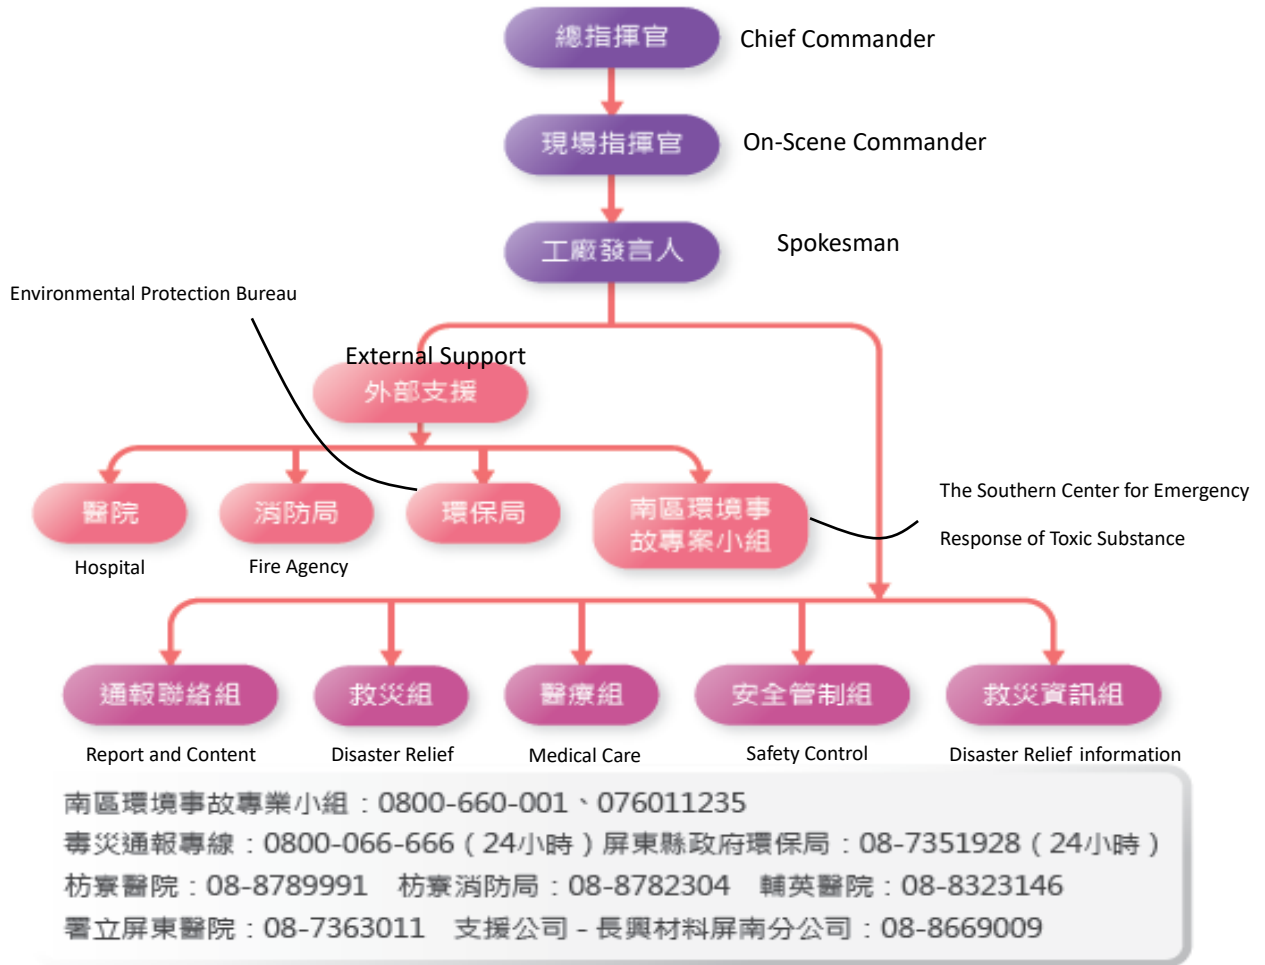 總指揮官
Chief Commander
現場指揮官
On-Scene Commander
工廠發言人
Spokesman
Environmental Protection Bureau
External Support
外部支援
醫院
消防局
環保局
南區環境事
故專案小組
Hospital
Fire Agency
The Southern Center for Emergency
Response of Toxic Substance
通報聯絡組
救災組
醫療組
安全管制組
救災資訊組
Report and Content
Disaster Relief
Medical Care
Safety Control
Disaster Relief information
南區環境事故專業小組：0800-660-001、076011235
毒災通報專線：0800-066-666（24小時）屏東縣政府環保局：08-7351928（24小時）
枋寮醫院：08-8789991 枋寮消防局：08-8782304 輔英醫院：08-8323146
署立屏東醫院：08-7363011 支援公司－長興材料屏南分公司：08-8669009